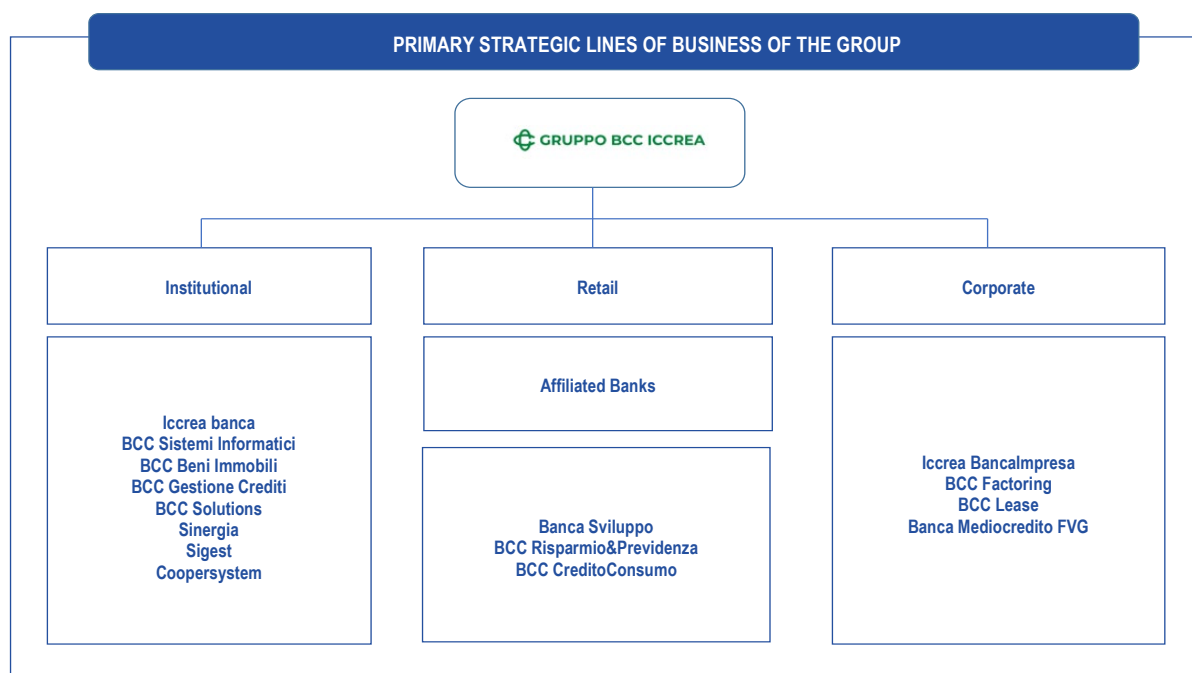 PRIMARY STRATEGIC LINES OF BUSINESS OF THE GROUP
GRUPPO BCC ICCREA
Institutional
Retail
Corporate
Iccrea banca
BCC Sistemi Informatici
BCC Beni Immobili
BCC Gestione Crediti
BCC Solutions
Sinergia
Sigest
Coopersystem
Affiliated Banks
Banca Sviluppo
BCC Risparmio&Previdenza
BCC CreditoConsumo
Iccrea BancaImpresa
BCC Factoring
BCC Lease
Banca Mediocredito FVG